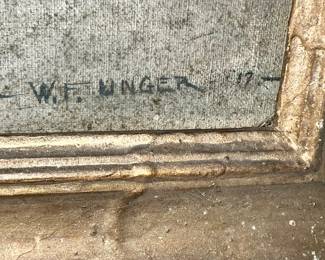 - W.F. UNGER '17 -